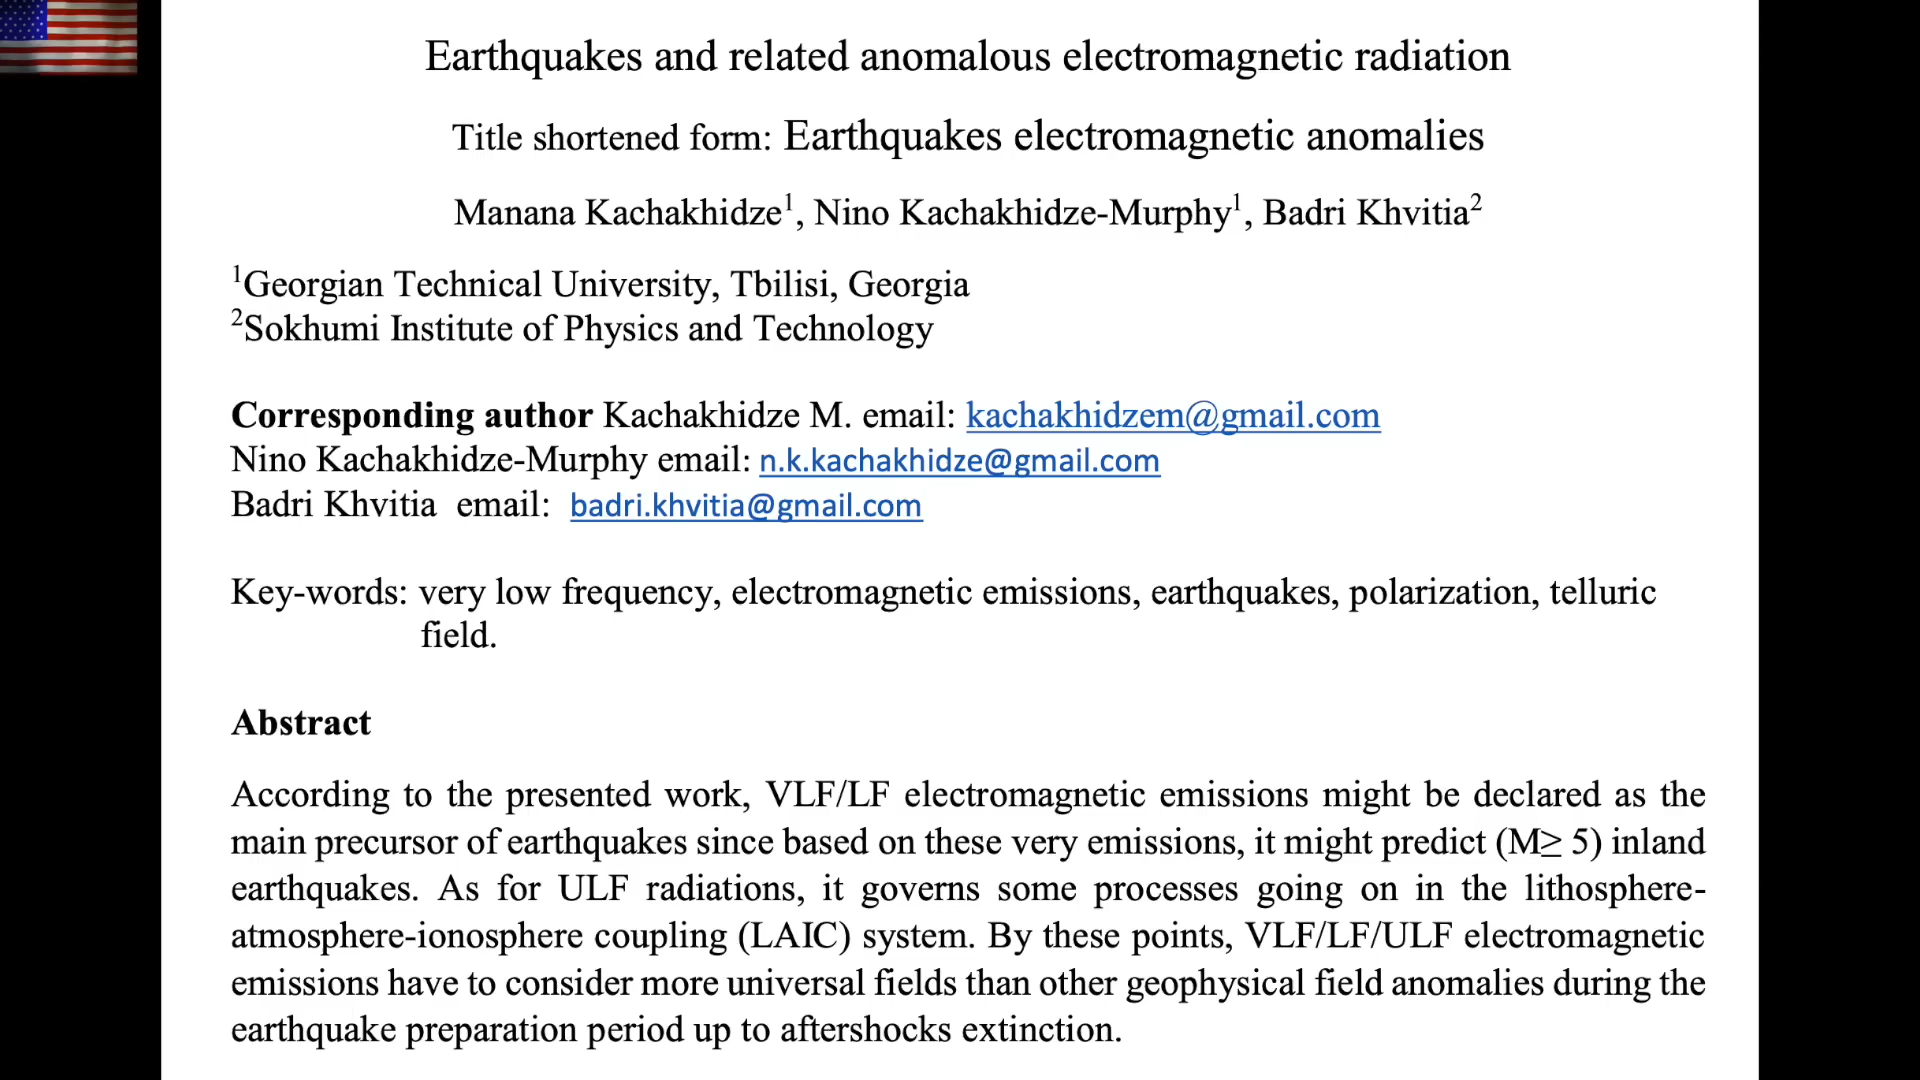 Earthquakes and related anomalous electromagnetic radiation
Title shortened form: Earthquakes electromagnetic anomalies
Manana Kachakhidze¹, Nino Kachakhidze-Murphy¹, Badri Khvitia²
¹Georgian Technical University, Tbilisi, Georgia
²Sokhumi Institute of Physics and Technology
Corresponding author Kachakhidze M. email: kachakhidzem@gmail.com
Nino Kachakhidze-Murphy email: n.k.kachakhidze@gmail.com
Badri Khvitia email: badri.khvitia@gmail.com
Key-words: very low frequency, electromagnetic emissions, earthquakes, polarization, telluric
field.
Abstract
According to the presented work, VLF/LF electromagnetic emissions might be declared as the
main precursor of earthquakes since based on these very emissions, it might predict (M≥ 5) inland
earthquakes. As for ULF radiations, it governs some processes going on in the lithosphere-
atmosphere-ionosphere coupling (LAIC) system. By these points, VLF/LF/ULF electromagnetic
emissions have to consider more universal fields than other geophysical field anomalies during the
earthquake preparation period up to aftershocks extinction.